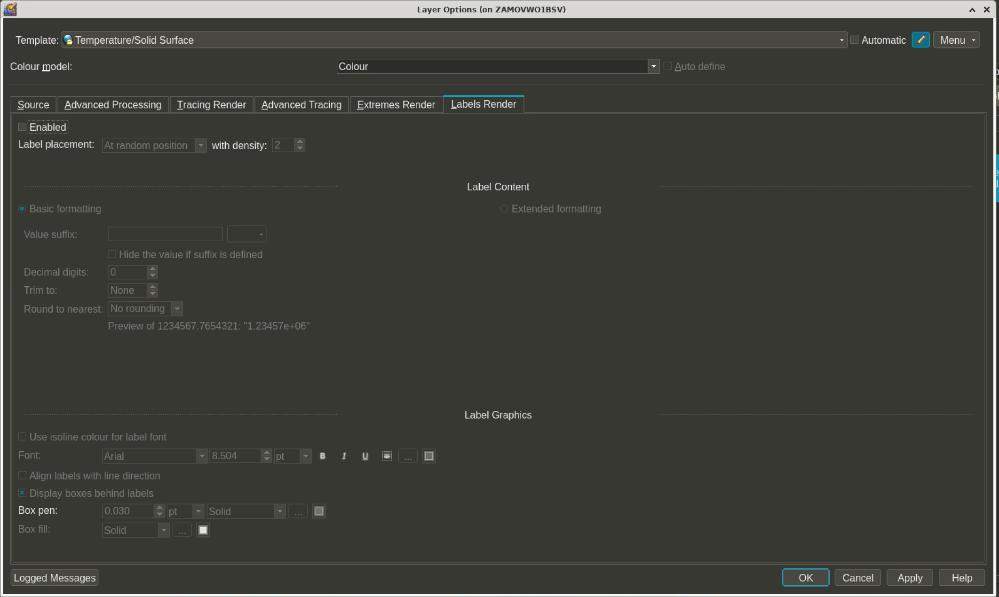 Layer Options (on ZAMOVWO1BSV)
Template: Temperature/Solid Surface Automatic Menu
Colour model: Colour Auto define
Source Advanced Processing Tracing Render Advanced Tracing Extremes Render Labels Render
Enabled
Label placement: At random position with density: 2
Label Content
Basic formatting Extended formatting
Value suffix:
Hide the value if suffix is defined
Decimal digits: 0
Trim to: None
Round to nearest: No rounding
Preview of 1234567.7654321: "1.23457e+06"
Label Graphics
Use isoline colour for label font
Font: Arial 8.504 pt B I U ...
Align labels with line direction
Display boxes behind labels
Box pen: 0.030 pt Solid ...
Box fill: Solid ...
Logged Messages OK Cancel Apply Help